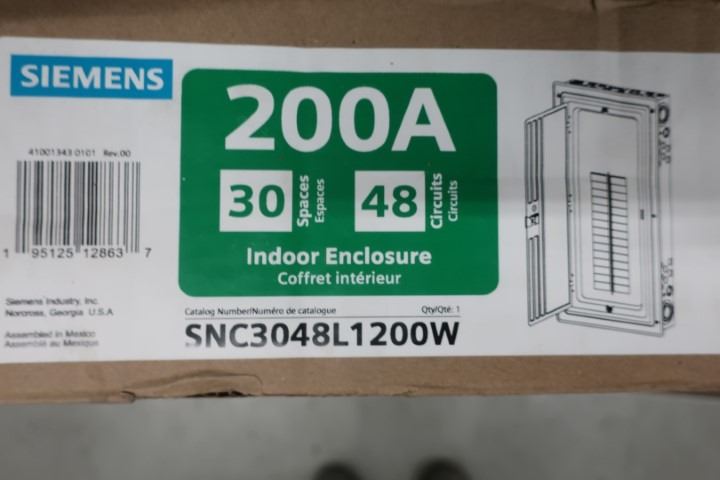 SIEMENS
41001343 0101 Rev.00
1 95125 12863 7
Siemens Industry, Inc.
Norcross, Georgia U.S.A
Assembled in Mexico
Assemblé au Mexique
200A
30 Spaces Espaces
48 Circuits Circuits
Indoor Enclosure
Coffret intérieur
Catalog Number/Numéro de catalogue Qty/Qté: 1
SNC3048L1200W